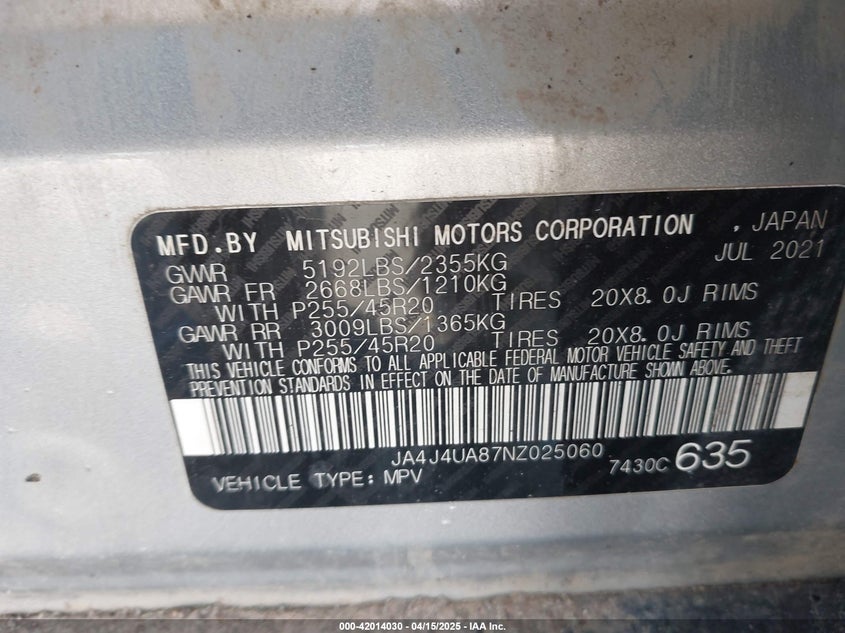 MFD.BY MITSUBISHI MOTORS CORPORATION , JAPAN
GVWR 5192LBS/2355KG JUL 2021
GAWR FR 2668LBS/1210KG
WITH P255/45R20 TIRES 20X8.0J RIMS
GAWR RR 3009LBS/1365KG
WITH P255/45R20 TIRES 20X8.0J RIMS
THIS VEHICLE CONFORMS TO ALL APPLICABLE FEDERAL MOTOR VEHICLE SAFETY AND THEFT
PREVENTION STANDARDS IN EFFECT ON THE DATE OF MANUFACTURE SHOWN ABOVE.
JA4J4UA87NZ025060 7430C 635
VEHICLE TYPE: MPV
000-42014030 - 04/15/2025 - IAA Inc.